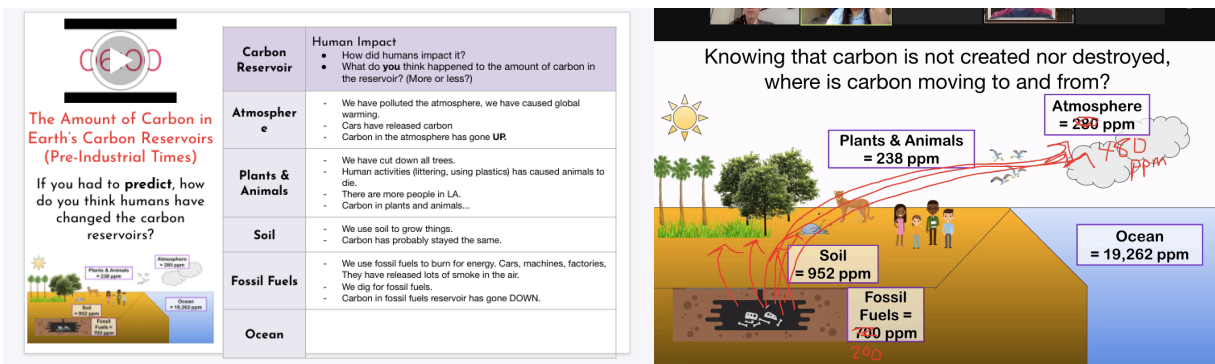 06:00
The Amount of Carbon in
Earth's Carbon Reservoirs
(Pre-Industrial Times)
If you had to predict, how
do you think humans have
changed the carbon
reservoirs?
Plants & Animals
= 238 ppm
Atmosphere
= 280 ppm
Soil
= 952 ppm
Fossil
Fuels =
700 ppm
Ocean
= 19,262 ppm
Carbon
Reservoir
Human Impact
● How did humans impact it?
● What do you think happened to the amount of carbon in
the reservoir? (More or less?)
Atmospher
e
- We have polluted the atmosphere, we have caused global
warming.
- Cars have released carbon
- Carbon in the atmosphere has gone UP.
Plants &
Animals
- We have cut down all trees.
- Human activities (littering, using plastics) has caused animals to
die.
- There are more people in LA.
- Carbon in plants and animals...
Soil
- We use soil to grow things.
- Carbon has probably stayed the same.
Fossil Fuels
- We use fossil fuels to burn for energy. Cars, machines, factories,
They have released lots of smoke in the air.
- We dig for fossil fuels.
- Carbon in fossil fuels reservoir has gone DOWN.
Ocean
Knowing that carbon is not created nor destroyed,
where is carbon moving to and from?
Atmosphere
= 280 ppm
480
ppm
Plants & Animals
= 238 ppm
Soil
= 952 ppm
Ocean
= 19,262 ppm
Fossil
Fuels =
700 ppm
200